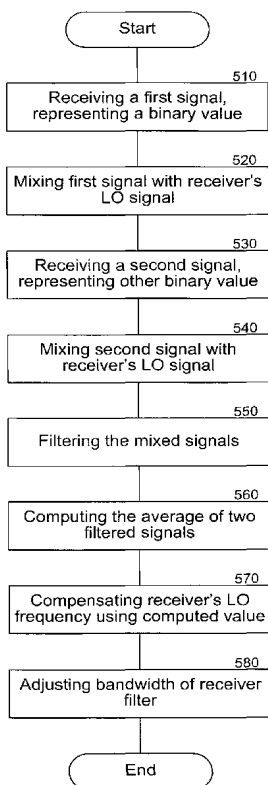 Start
510
Receiving a first signal,
representing a binary value
520
Mixing first signal with receiver's
LO signal
530
Receiving a second signal,
representing other binary value
540
Mixing second signal with
receiver's LO signal
550
Filtering the mixed signals
560
Computing the average of two
filtered signals
570
Compensating receiver's LO
frequency using computed value
580
Adjusting bandwidth of receiver
filter
End